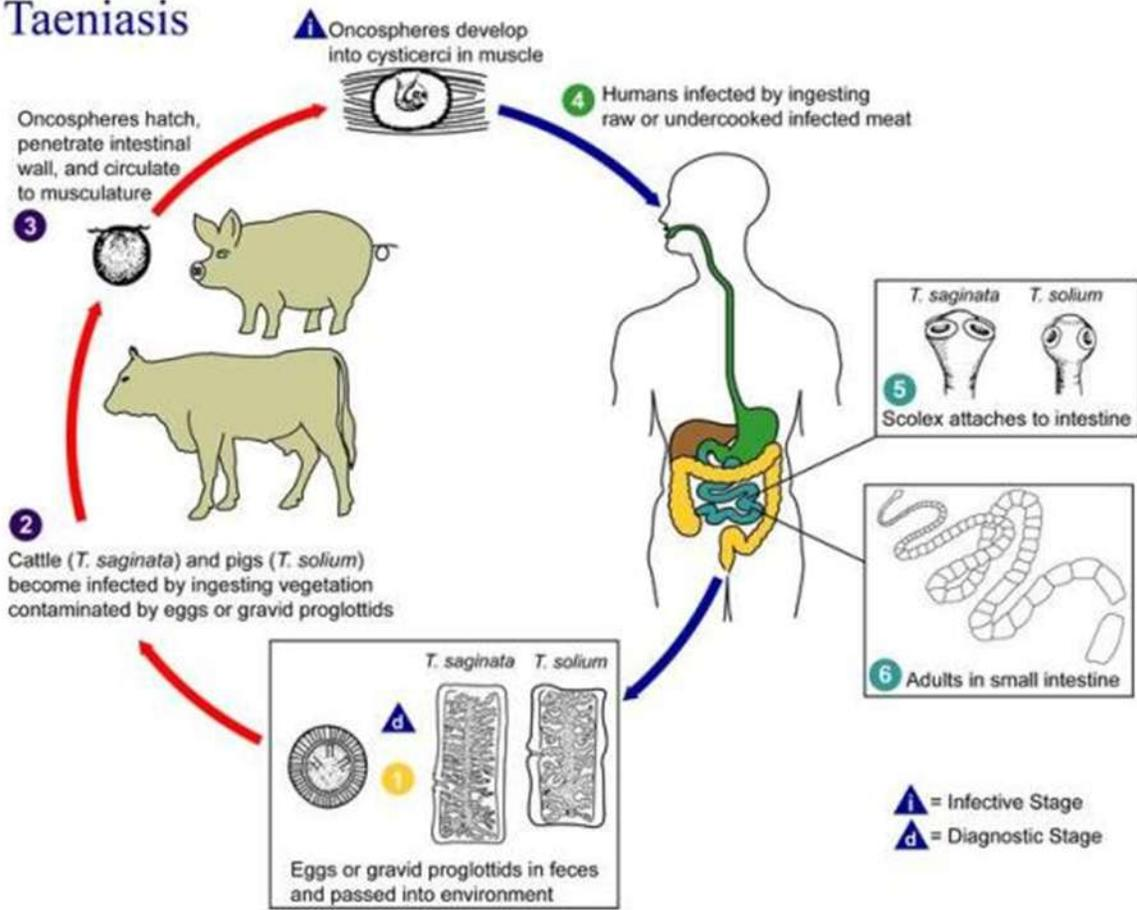 Taeniasis
i
Oncospheres develop
into cysticerci in muscle
4
Humans infected by ingesting
raw or undercooked infected meat
Oncospheres hatch,
penetrate intestinal
wall, and circulate
to musculature
3
T. saginata T. solium
5
Scolex attaches to intestine
2
Cattle (T. saginata) and pigs (T. solium)
become infected by ingesting vegetation
contaminated by eggs or gravid proglottids
6 Adults in small intestine
T. saginata T. solium
d
1
Eggs or gravid proglottids in feces
and passed into environment
i = Infective Stage
d = Diagnostic Stage